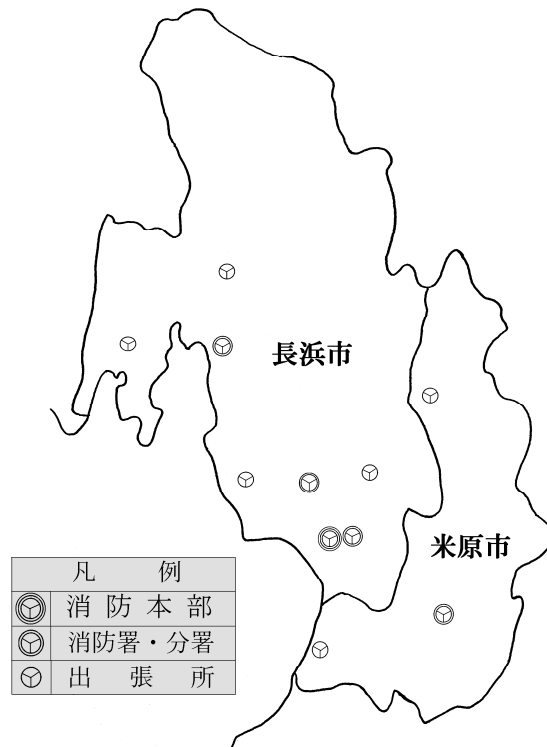 長浜市
米原市
凡 例
消防本部
消防署・分署
出張所